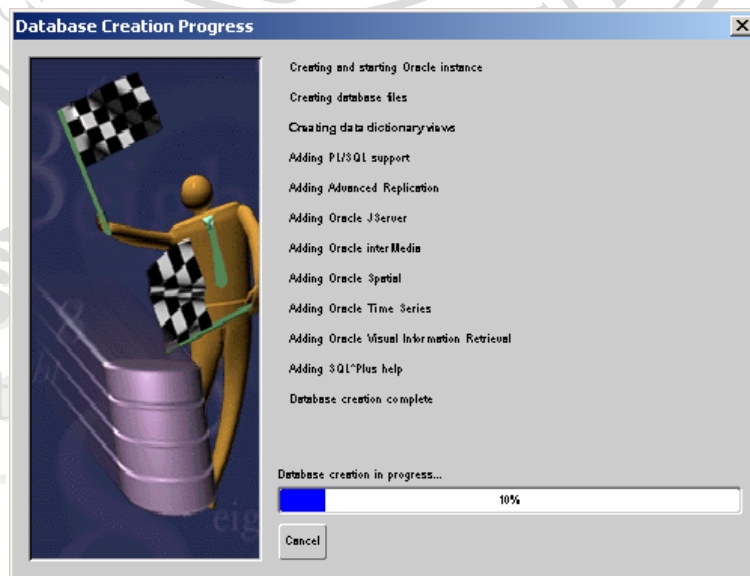 Database Creation Progress
Creating and starting Oracle instance
Creating database files
Creating data dictionary views
Adding PL/SQL support
Adding Advanced Replication
Adding Oracle JServer
Adding Oracle interMedia
Adding Oracle Spatial
Adding Oracle Time Series
Adding Oracle Visual Information Retrieval
Adding SQL*Plus help
Database creation complete
Database creation in progress...
10%
Cancel